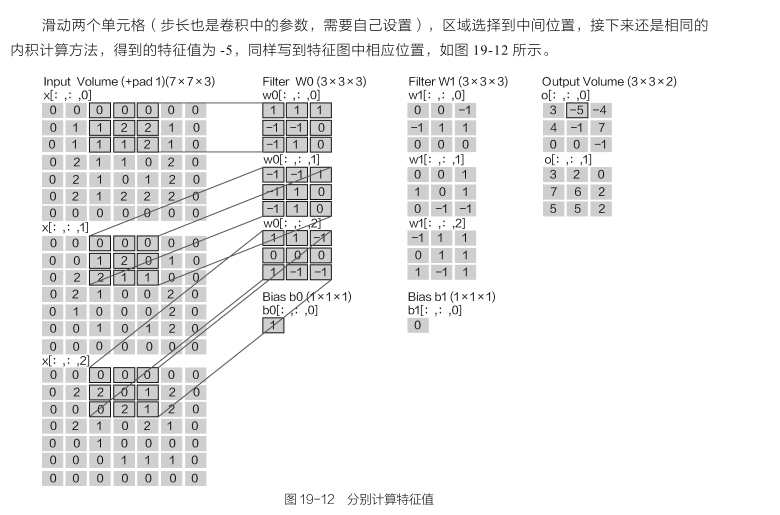 滑动两个单元格（步长也是卷积中的参数，需要自己设置），区域选择到中间位置，接下来还是相同的
内积计算方法，得到的特征值为 -5，同样写到特征图中相应位置，如图 19-12 所示。
Input Volume (+pad 1)(7×7×3) Filter W0 (3×3×3) Filter W1 (3×3×3) Output Volume (3×3×2)
x[: ,: ,0] w0[: ,: ,0] w1[: ,: ,0] o[: ,: ,0]
0 0 0 0 0 0 0 1 1 1 0 0 −1 3 −5 −4
0 1 1 2 2 1 0 −1 −1 0 −1 1 1 4 −1 7
0 1 1 1 2 1 0 −1 1 0 0 0 0 0 0 −1
0 2 1 1 0 2 0 w0[: ,: ,1] w1[: ,: ,1] o[: ,: ,1]
0 2 1 0 1 2 0 −1 −1 1 0 0 1 3 2 0
0 2 1 2 2 2 0 −1 1 0 1 0 1 7 6 2
0 0 0 0 0 0 0 −1 1 0 0 −1 −1 5 5 2
x[: ,: ,1] w0[: ,: ,2] w1[: ,: ,2]
0 0 0 0 0 0 0 1 1 −1 −1 1 1
0 0 1 2 0 1 0 0 0 0 0 1 1
0 2 2 1 1 0 0 1 −1 −1 1 −1 1
0 2 1 0 0 2 0 Bias b0 (1×1×1) Bias b1 (1×1×1)
0 1 0 0 0 2 0 b0[: ,: ,0] b1[: ,: ,0]
0 0 1 0 1 2 0 1 0
0 0 0 0 0 0 0
x[: ,: ,2]
0 0 0 0 0 0 0
0 2 2 0 1 2 0
0 0 0 2 1 2 0
0 2 1 0 2 1 0
0 0 1 0 0 0 0
0 0 0 1 1 1 0
0 0 0 0 0 0 0
图 19-12 分别计算特征值